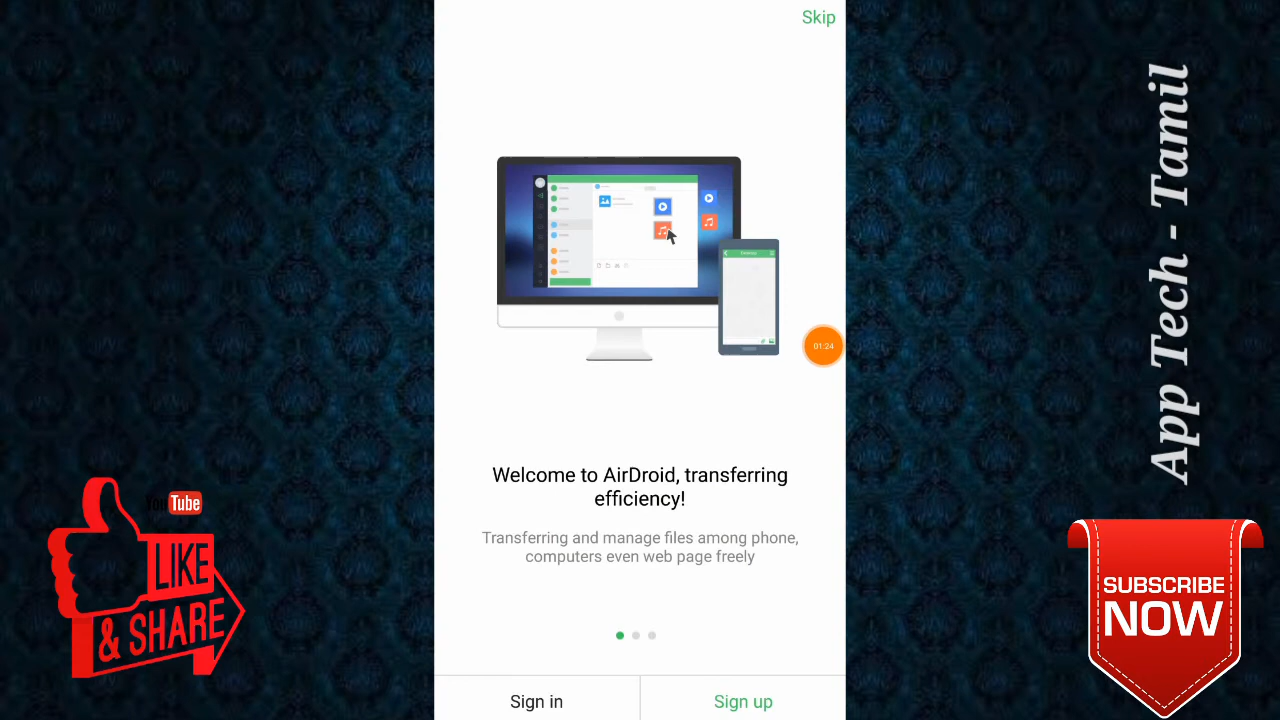 Skip
App Tech - Tamil
01:24
Welcome to AirDroid, transferring
efficiency!
Transferring and manage files among phone,
computers even web page freely
YouTube
LIKE
& SHARE
SUBSCRIBE
NOW
Sign in
Sign up